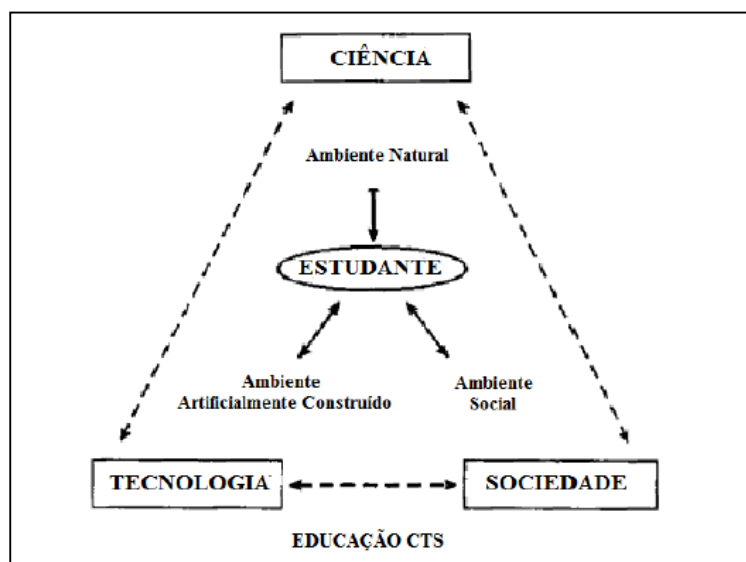 CIÊNCIA
Ambiente Natural
ESTUDANTE
Ambiente
Artificialmente Construído
Ambiente
Social
TECNOLOGIA
SOCIEDADE
EDUCAÇÃO CTS